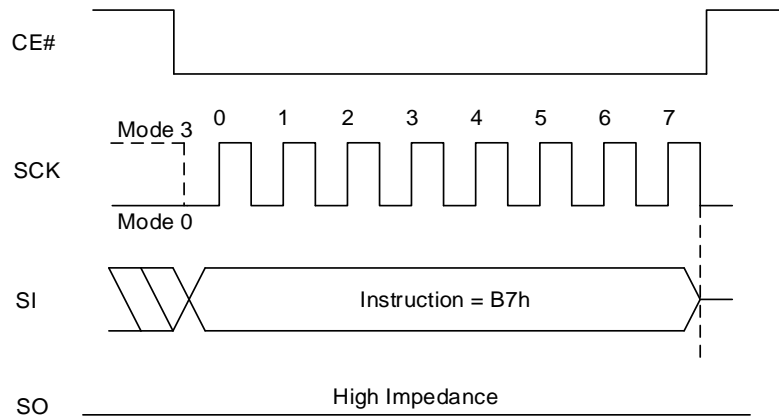 CE#
0 1 2 3 4 5 6 7
Mode 3
SCK
Mode 0
SI
Instruction = B7h
High Impedance
SO